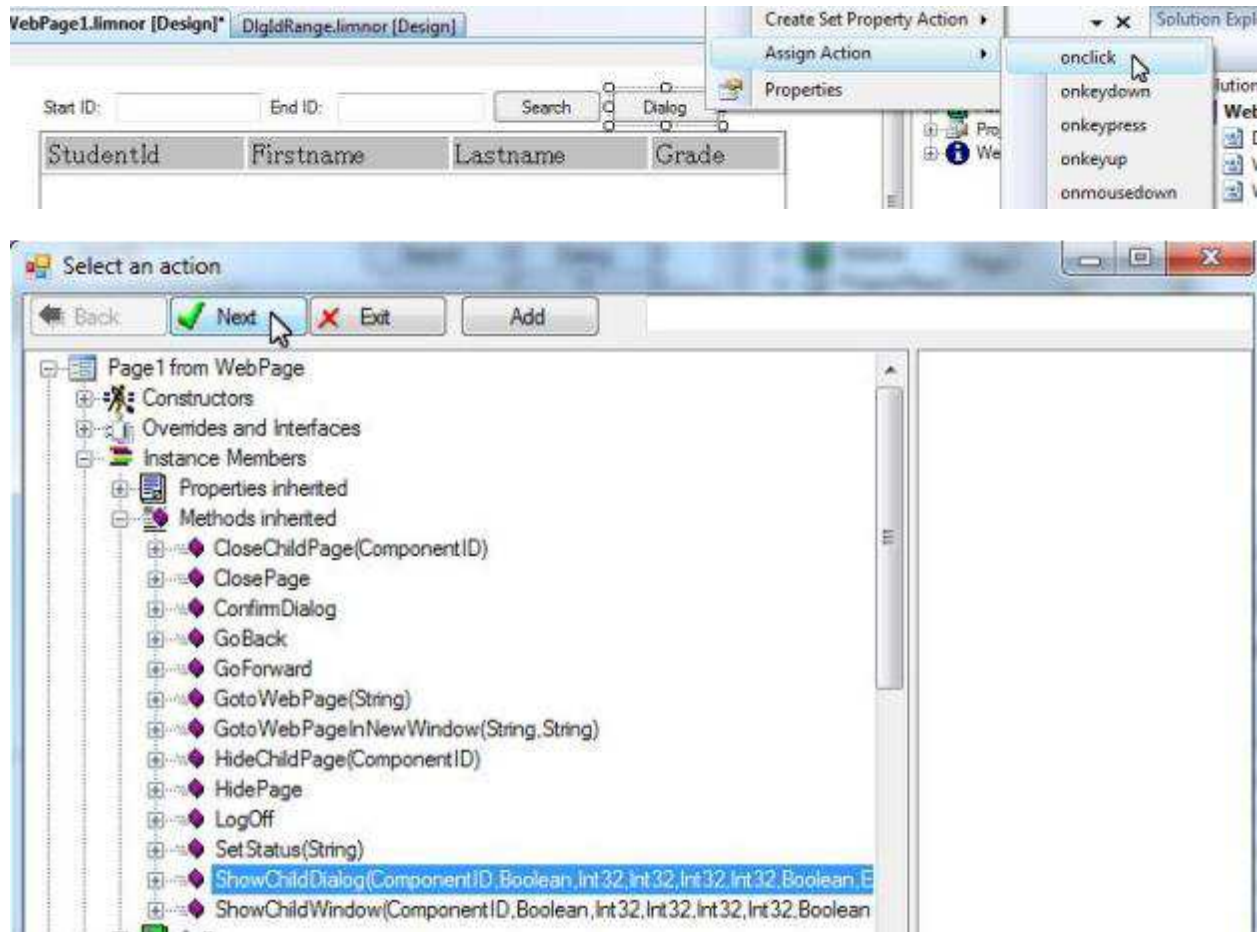 WebPage1.limnor [Design]* DlgIdRange.limnor [Design] Create Set Property Action Solution Expl
Assign Action onclick
Properties onkeydown lution
Start ID: End ID: Search Dialog Pro onkeypress Web
StudentId Firstname Lastname Grade We onkeyup
onmousedown
Select an action
Back Next Exit Add
Page1 from WebPage
Constructors
Overrides and Interfaces
Instance Members
Properties inherited
Methods inherited
CloseChildPage(ComponentID)
ClosePage
ConfirmDialog
GoBack
GoForward
GotoWebPage(String)
GotoWebPageInNewWindow(String,String)
HideChildPage(ComponentID)
HidePage
LogOff
SetStatus(String)
ShowChildDialog(ComponentID,Boolean,Int32,Int32,Int32,Int32,Boolean,E
ShowChildWindow(ComponentID,Boolean,Int32,Int32,Int32,Int32,Boolean